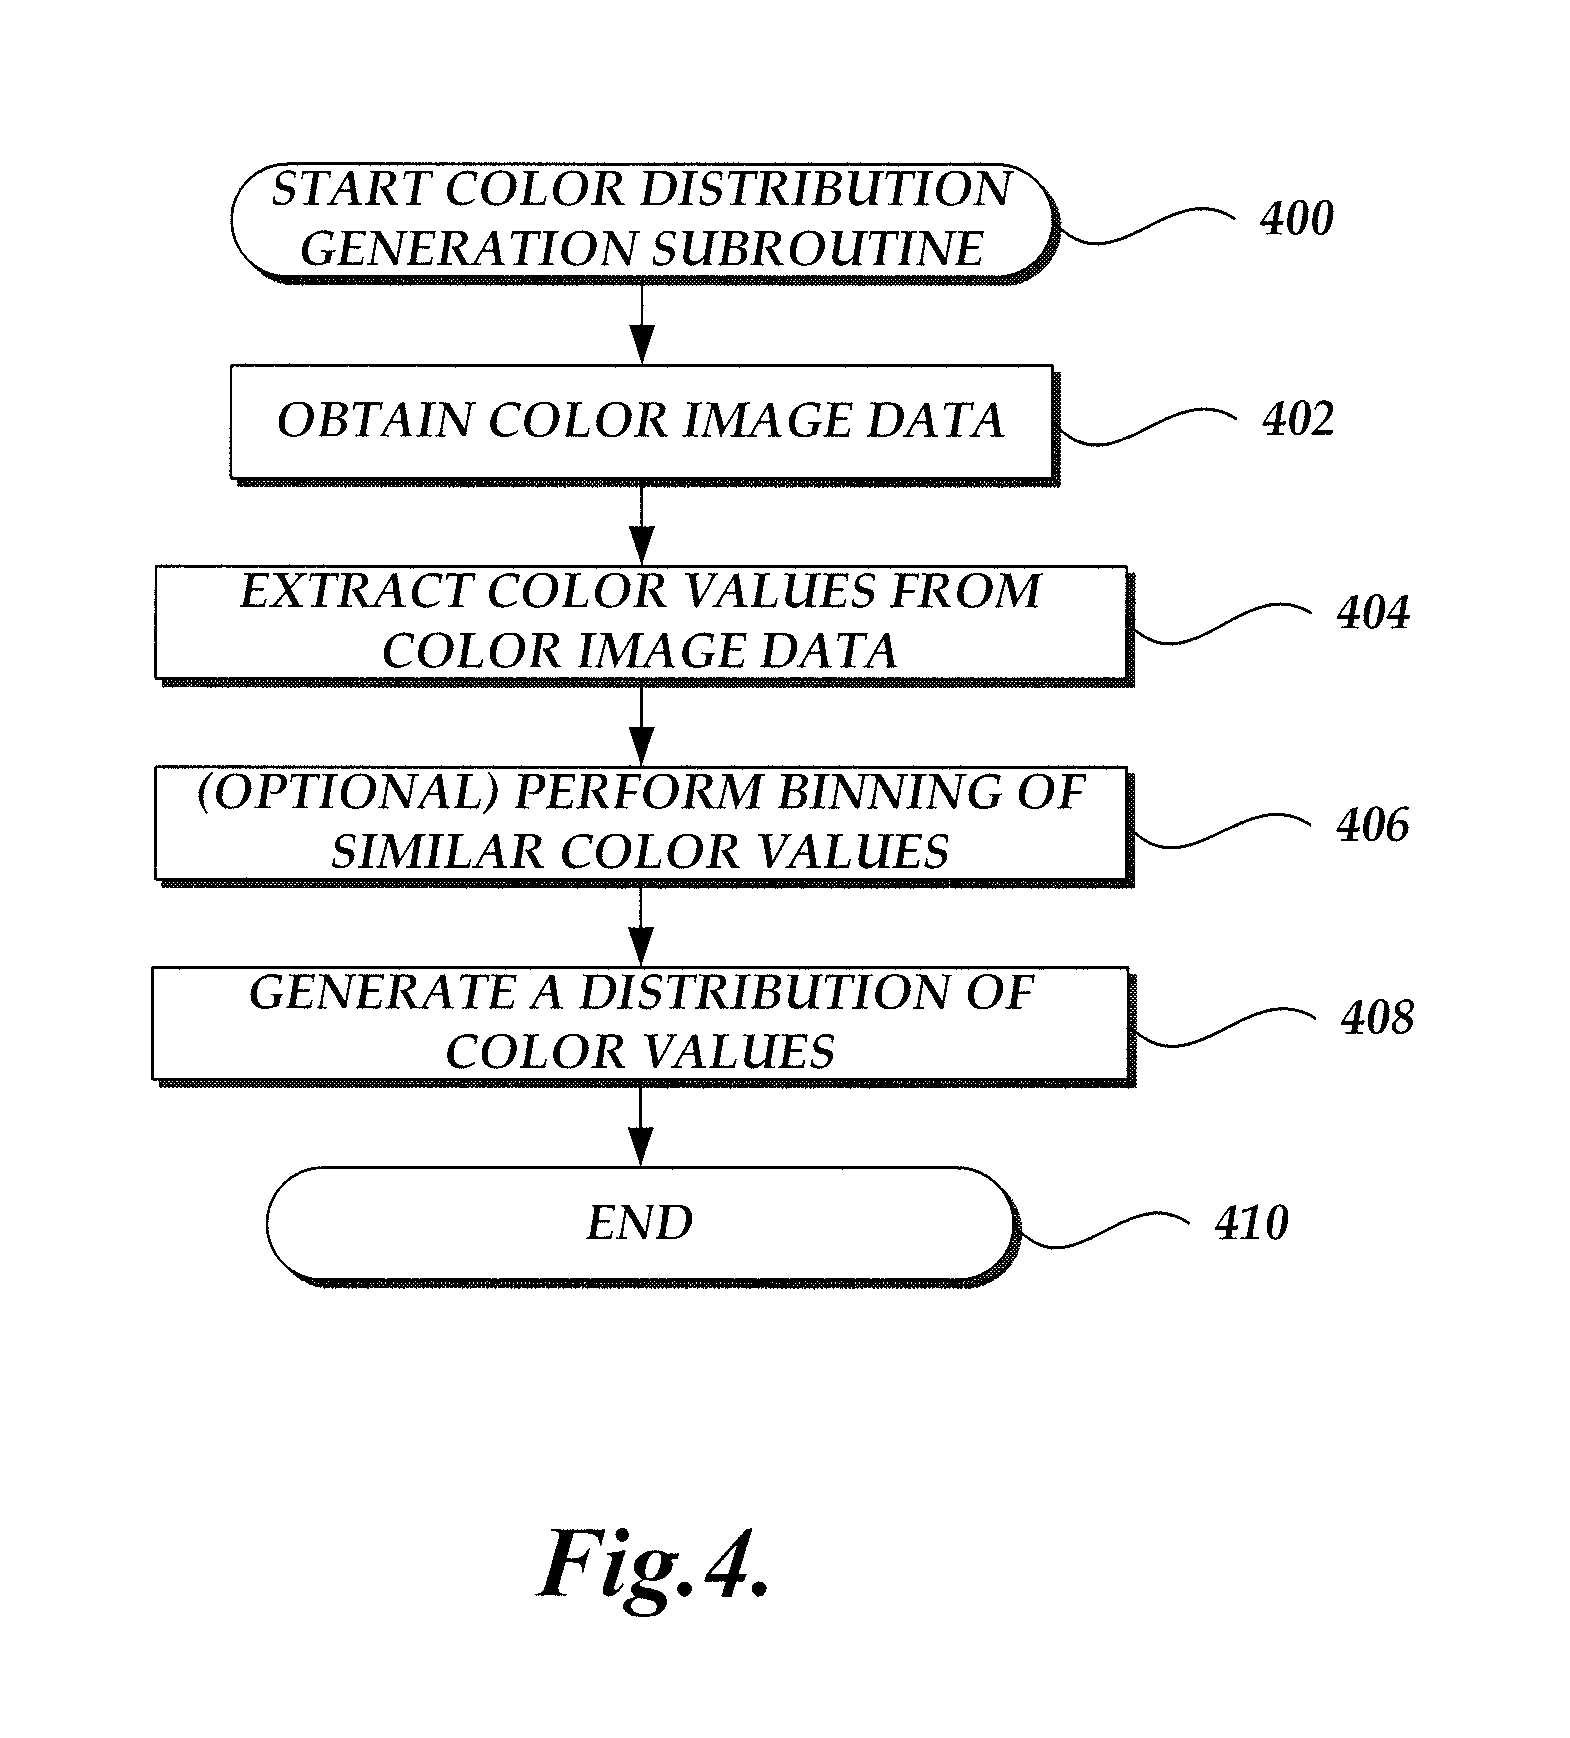 START COLOR DISTRIBUTION
GENERATION SUBROUTINE
400
OBTAIN COLOR IMAGE DATA
402
EXTRACT COLOR VALUES FROM
COLOR IMAGE DATA
404
(OPTIONAL) PERFORM BINNING OF
SIMILAR COLOR VALUES
406
GENERATE A DISTRIBUTION OF
COLOR VALUES
408
END
410
Fig.4.